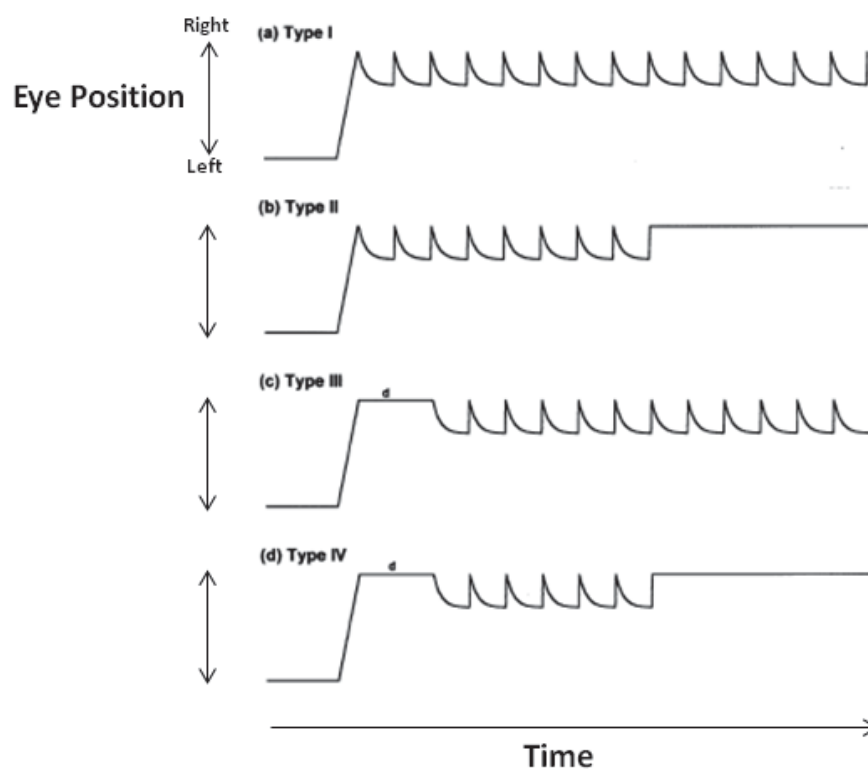 Right
(a) Type I
Eye Position
Left
(b) Type II
(c) Type III
d
(d) Type IV
d
Time